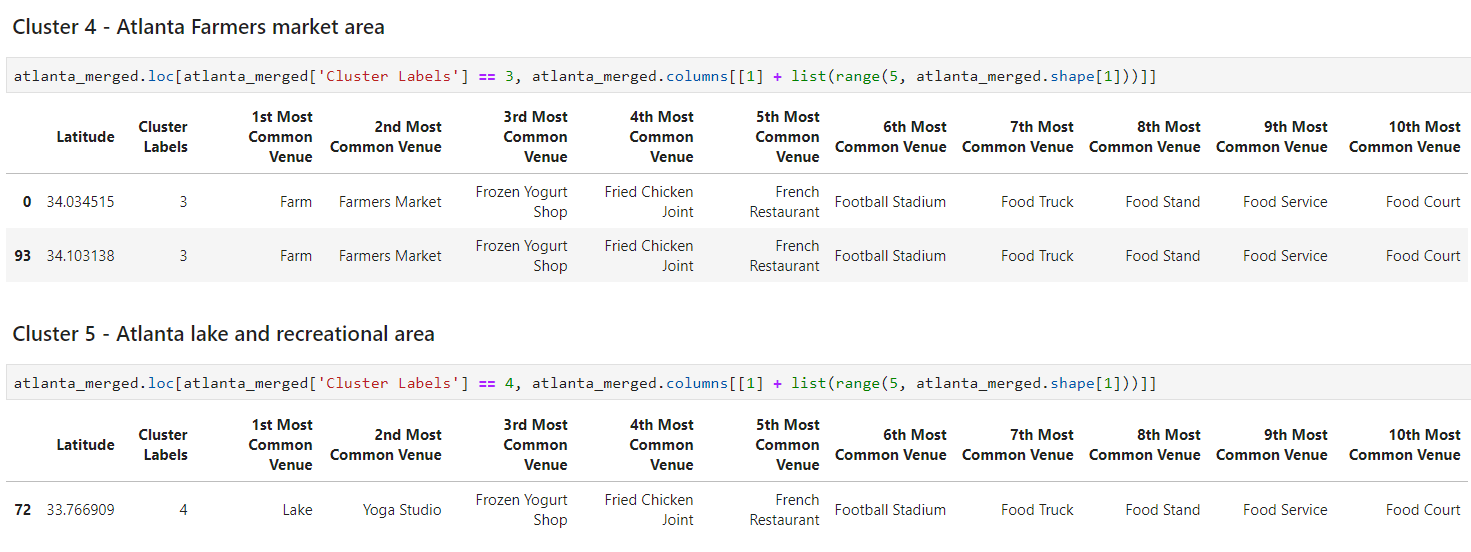 Cluster 4 - Atlanta Farmers market area
atlanta_merged.loc[atlanta_merged['Cluster Labels'] == 3, atlanta_merged.columns[[1] + list(range(5, atlanta_merged.shape[1]))]]
Latitude Cluster Labels 1st Most Common Venue 2nd Most Common Venue 3rd Most Common Venue 4th Most Common Venue 5th Most Common Venue 6th Most Common Venue 7th Most Common Venue 8th Most Common Venue 9th Most Common Venue 10th Most Common Venue
0 34.034515 3 Farm Farmers Market Frozen Yogurt Shop Fried Chicken Joint French Restaurant Football Stadium Food Truck Food Stand Food Service Food Court
93 34.103138 3 Farm Farmers Market Frozen Yogurt Shop Fried Chicken Joint French Restaurant Football Stadium Food Truck Food Stand Food Service Food Court
Cluster 5 - Atlanta lake and recreational area
atlanta_merged.loc[atlanta_merged['Cluster Labels'] == 4, atlanta_merged.columns[[1] + list(range(5, atlanta_merged.shape[1]))]]
Latitude Cluster Labels 1st Most Common Venue 2nd Most Common Venue 3rd Most Common Venue 4th Most Common Venue 5th Most Common Venue 6th Most Common Venue 7th Most Common Venue 8th Most Common Venue 9th Most Common Venue 10th Most Common Venue
72 33.766909 4 Lake Yoga Studio Frozen Yogurt Shop Fried Chicken Joint French Restaurant Football Stadium Food Truck Food Stand Food Service Food Court